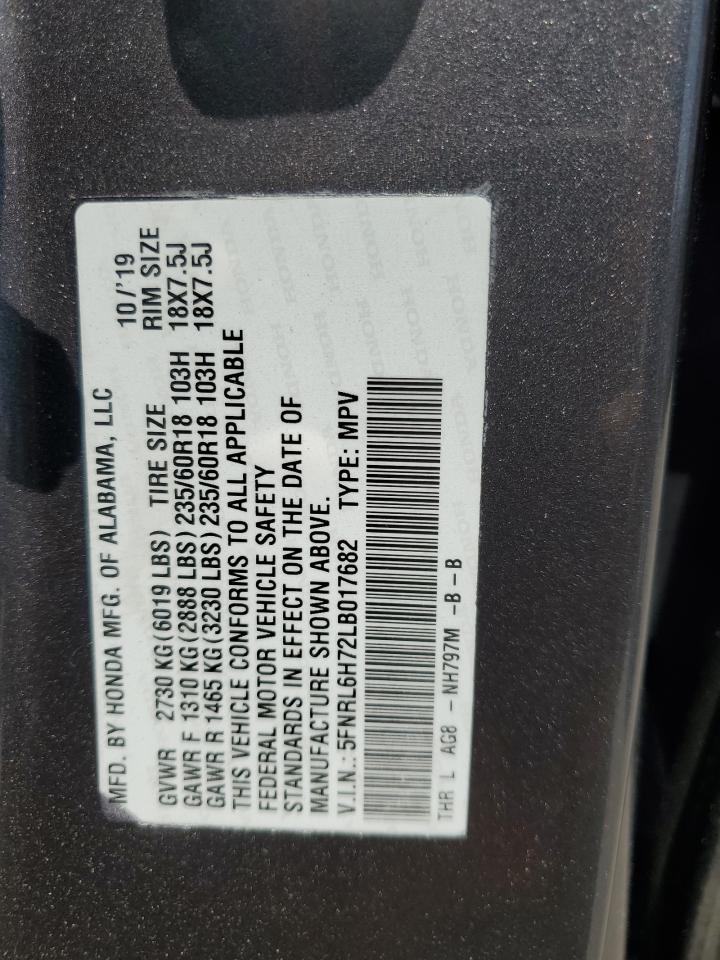 MFD. BY HONDA MFG. OF ALABAMA, LLC 10/'19
GVWR 2730 KG(6019 LBS) TIRE SIZE RIM SIZE
GAWR F 1310 KG(2888 LBS)235/60R18 103H 18X7.5J
GAWR R 1465 KG(3230 LBS)235/60R18 103H 18X7.5J
THIS VEHICLE CONFORMS TO ALL APPLICABLE
FEDERAL MOTOR VEHICLE SAFETY
STANDARDS IN EFFECT ON THE DATE OF
MANUFACTURE SHOWN ABOVE.
V.I.N.: 5FNRL6H72LB017682 TYPE: MPV
THR L AG8 -NH797M -B -B